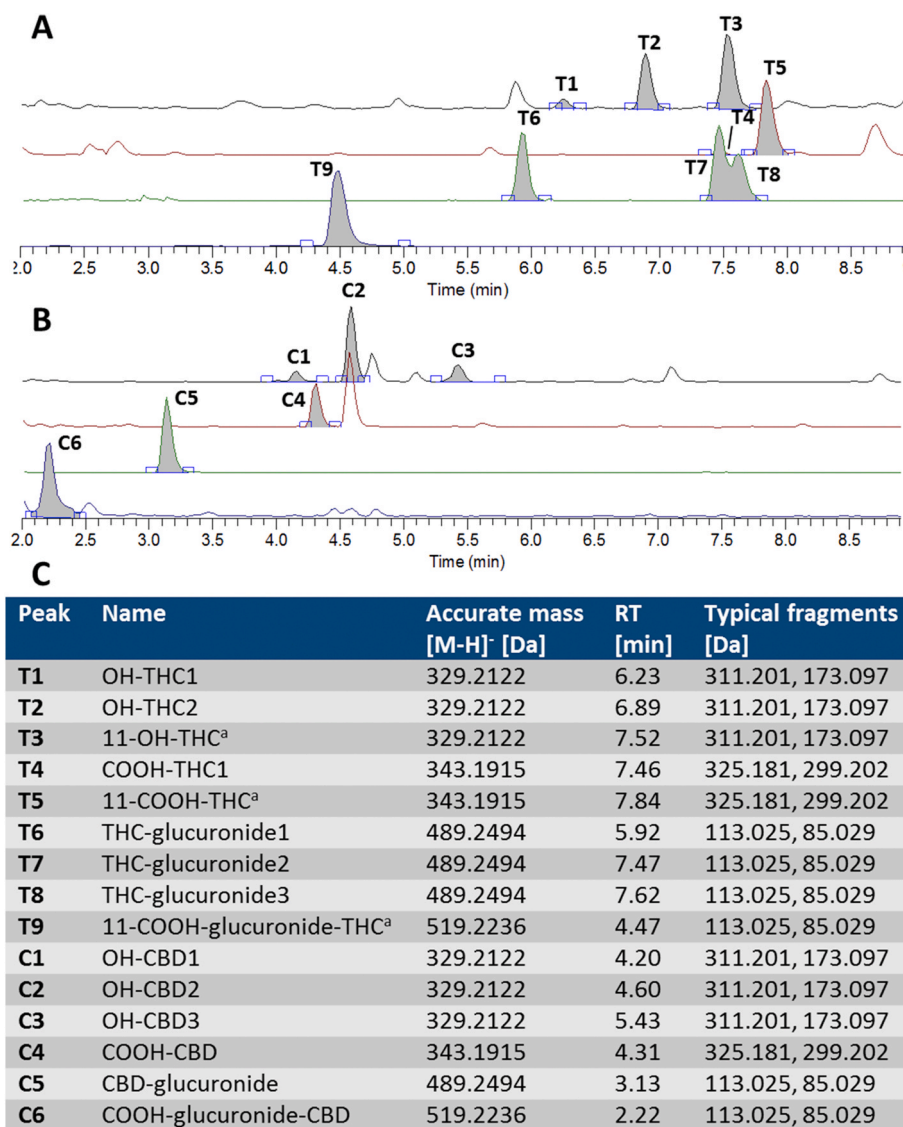 A
T1 T2 T3 T5
T6 T4
T9 T7 T8
2.0 2.5 3.0 3.5 4.0 4.5 5.0 5.5 6.0 6.5 7.0 7.5 8.0 8.5
Time (min)
B
C2
C1 C3
C5 C4
C6
2.0 2.5 3.0 3.5 4.0 4.5 5.0 5.5 6.0 6.5 7.0 7.5 8.0 8.5
Time (min)
C
Peak Name Accurate mass RT Typical fragments
[M-H]⁻ [Da] [min] [Da]
T1 OH-THC1 329.2122 6.23 311.201, 173.097
T2 OH-THC2 329.2122 6.89 311.201, 173.097
T3 11-OH-THCᵃ 329.2122 7.52 311.201, 173.097
T4 COOH-THC1 343.1915 7.46 325.181, 299.202
T5 11-COOH-THCᵃ 343.1915 7.84 325.181, 299.202
T6 THC-glucuronide1 489.2494 5.92 113.025, 85.029
T7 THC-glucuronide2 489.2494 7.47 113.025, 85.029
T8 THC-glucuronide3 489.2494 7.62 113.025, 85.029
T9 11-COOH-glucuronide-THCᵃ 519.2236 4.47 113.025, 85.029
C1 OH-CBD1 329.2122 4.20 311.201, 173.097
C2 OH-CBD2 329.2122 4.60 311.201, 173.097
C3 OH-CBD3 329.2122 5.43 311.201, 173.097
C4 COOH-CBD 343.1915 4.31 325.181, 299.202
C5 CBD-glucuronide 489.2494 3.13 113.025, 85.029
C6 COOH-glucuronide-CBD 519.2236 2.22 113.025, 85.029